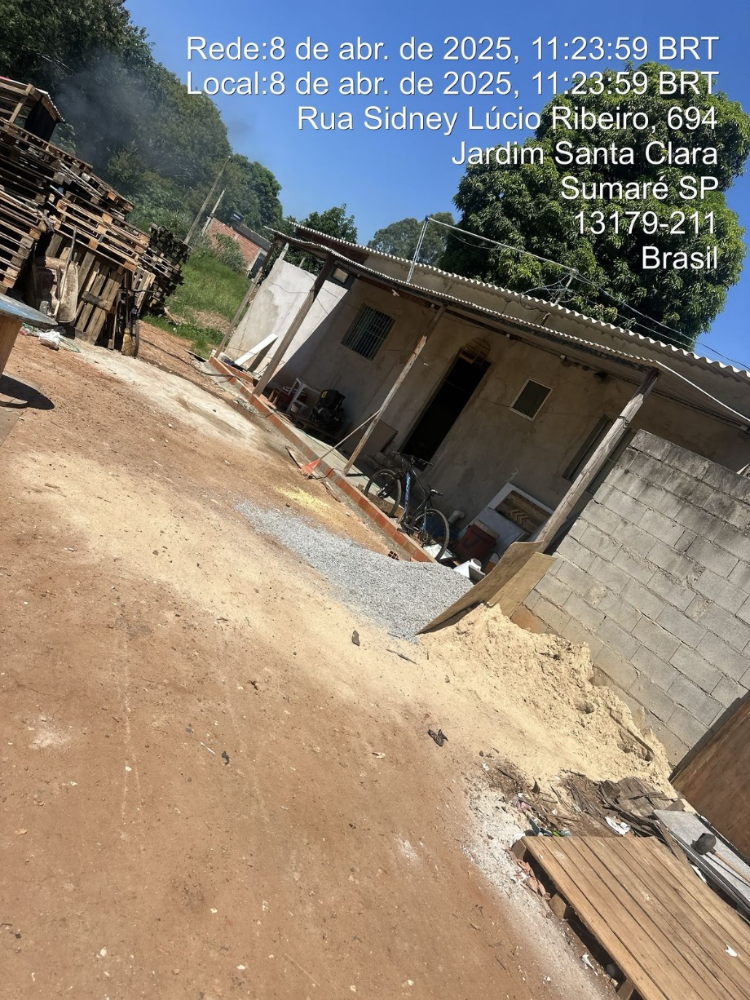 Rede:8 de abr. de 2025, 11:23:59 BRT
Local:8 de abr. de 2025, 11:23:59 BRT
Rua Sidney Lúcio Ribeiro, 694
Jardim Santa Clara
Sumaré SP
13179-211
Brasil